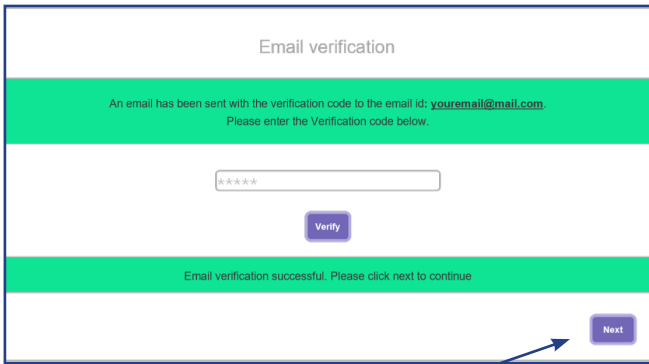 Email verification
An email has been sent with the verification code to the email id: youremail@mail.com.
Please enter the Verification code below.
*****
Verify
Email verification successful. Please click next to continue
Next